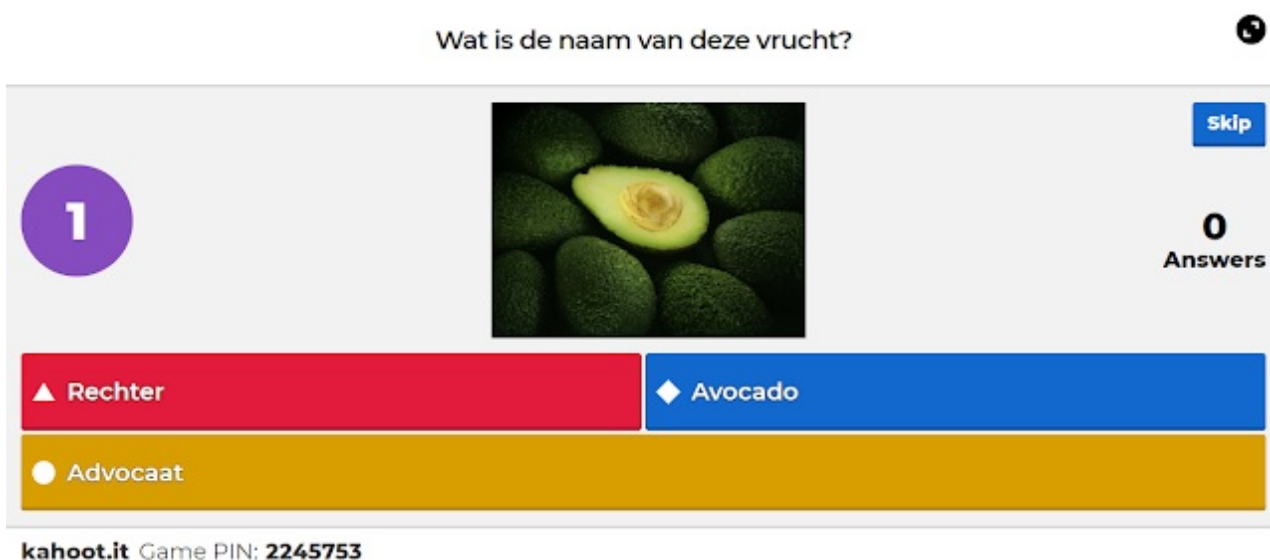 Wat is de naam van deze vrucht?
Skip
1
0
Answers
Rechter
Avocado
Advocaat
kahoot.it Game PIN: 2245753